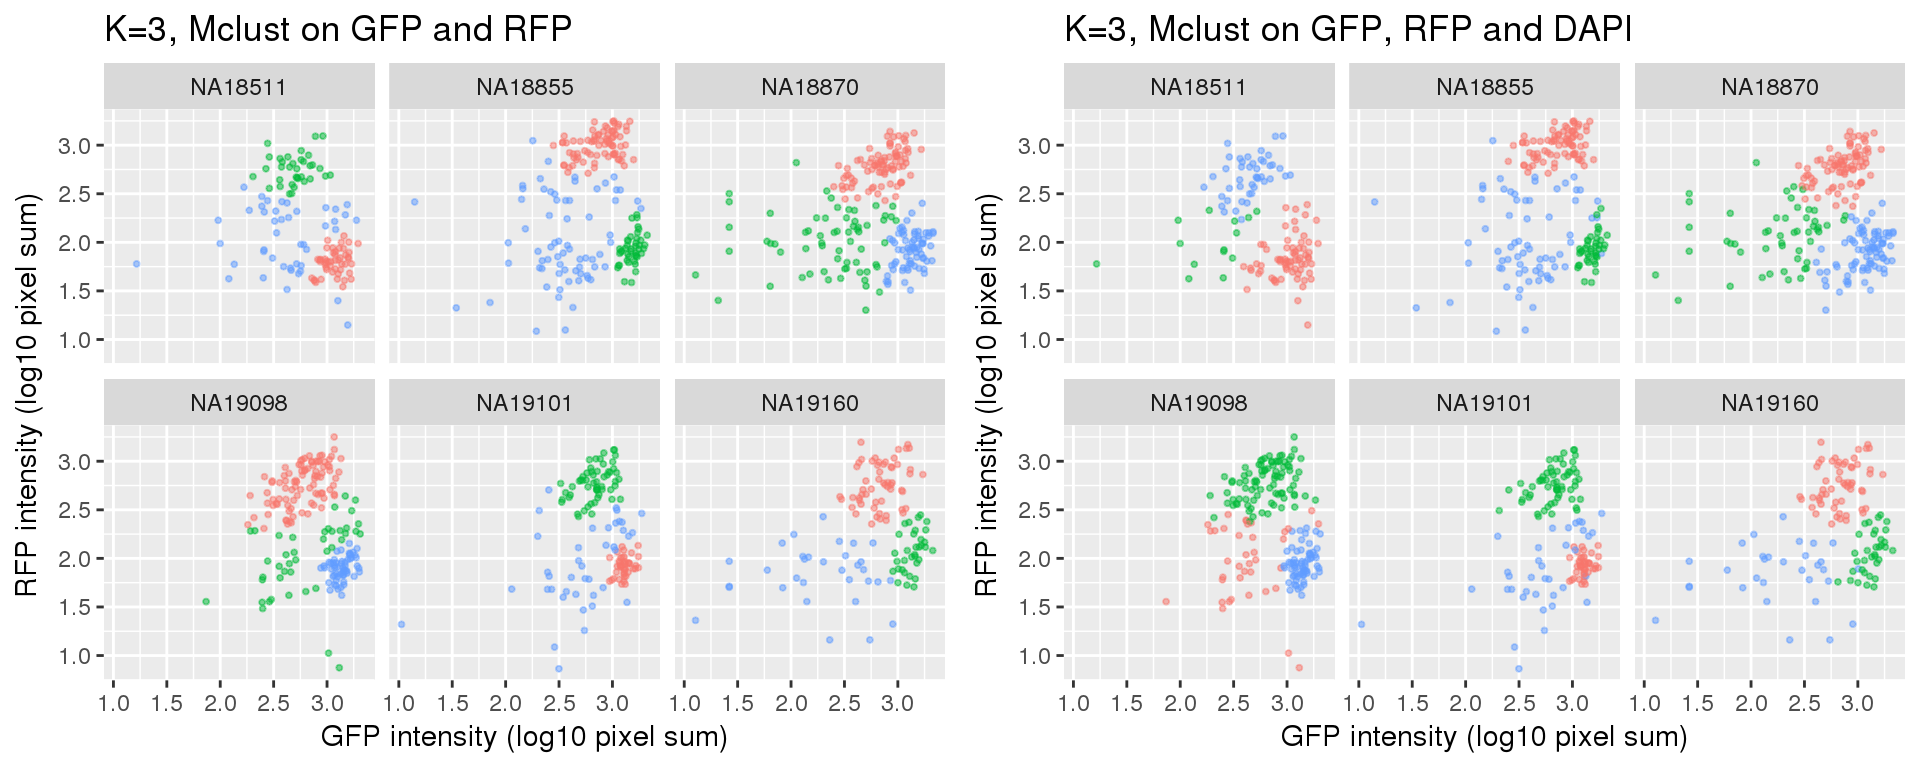 K=3, Mclust on GFP and RFP
NA18511 NA18855 NA18870
3.0
2.5
2.0
1.5
1.0
NA19098 NA19101 NA19160
3.0
2.5
2.0
1.5
1.0
1.0 1.5 2.0 2.5 3.0 1.0 1.5 2.0 2.5 3.0 1.0 1.5 2.0 2.5 3.0
GFP intensity (log10 pixel sum)
RFP intensity (log10 pixel sum)
K=3, Mclust on GFP, RFP and DAPI
NA18511 NA18855 NA18870
3.0
2.5
2.0
1.5
1.0
NA19098 NA19101 NA19160
3.0
2.5
2.0
1.5
1.0
1.0 1.5 2.0 2.5 3.0 1.0 1.5 2.0 2.5 3.0 1.0 1.5 2.0 2.5 3.0
GFP intensity (log10 pixel sum)
RFP intensity (log10 pixel sum)